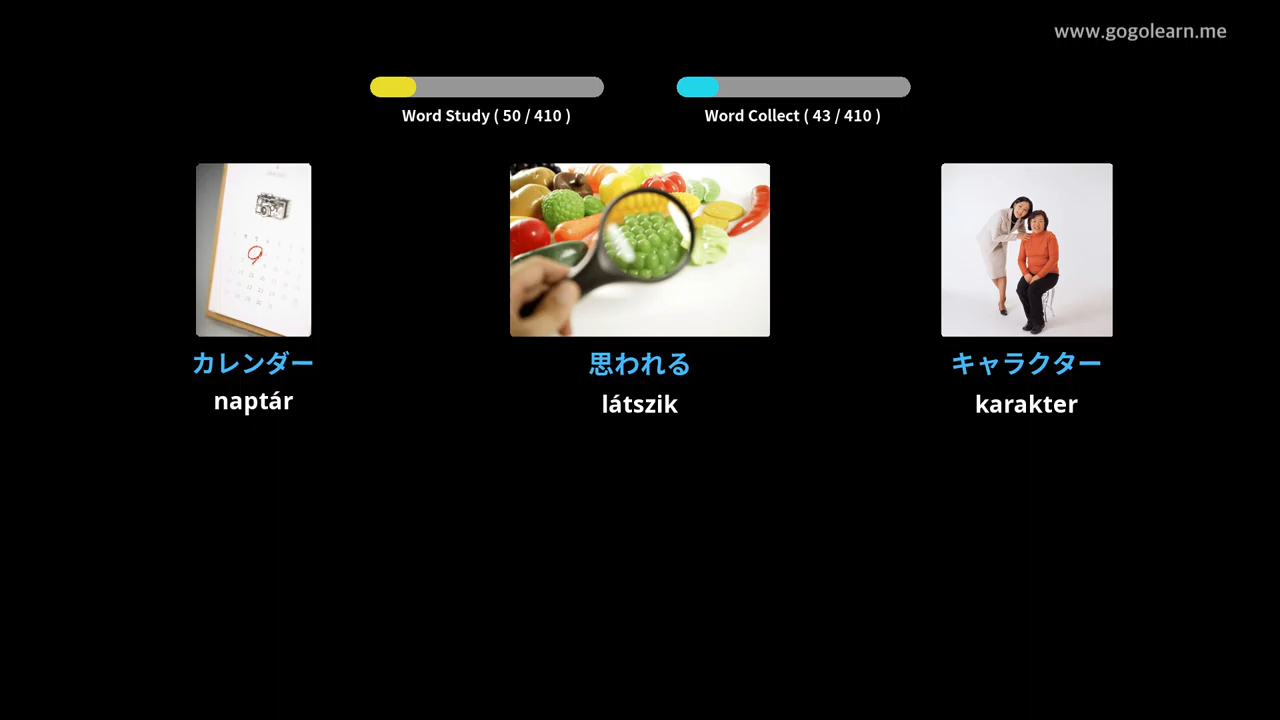 www.gogolearn.me
Word Study ( 50 / 410 )
Word Collect ( 43 / 410 )
カレンダー
思われる
キャラクター
naptár
látszik
karakter